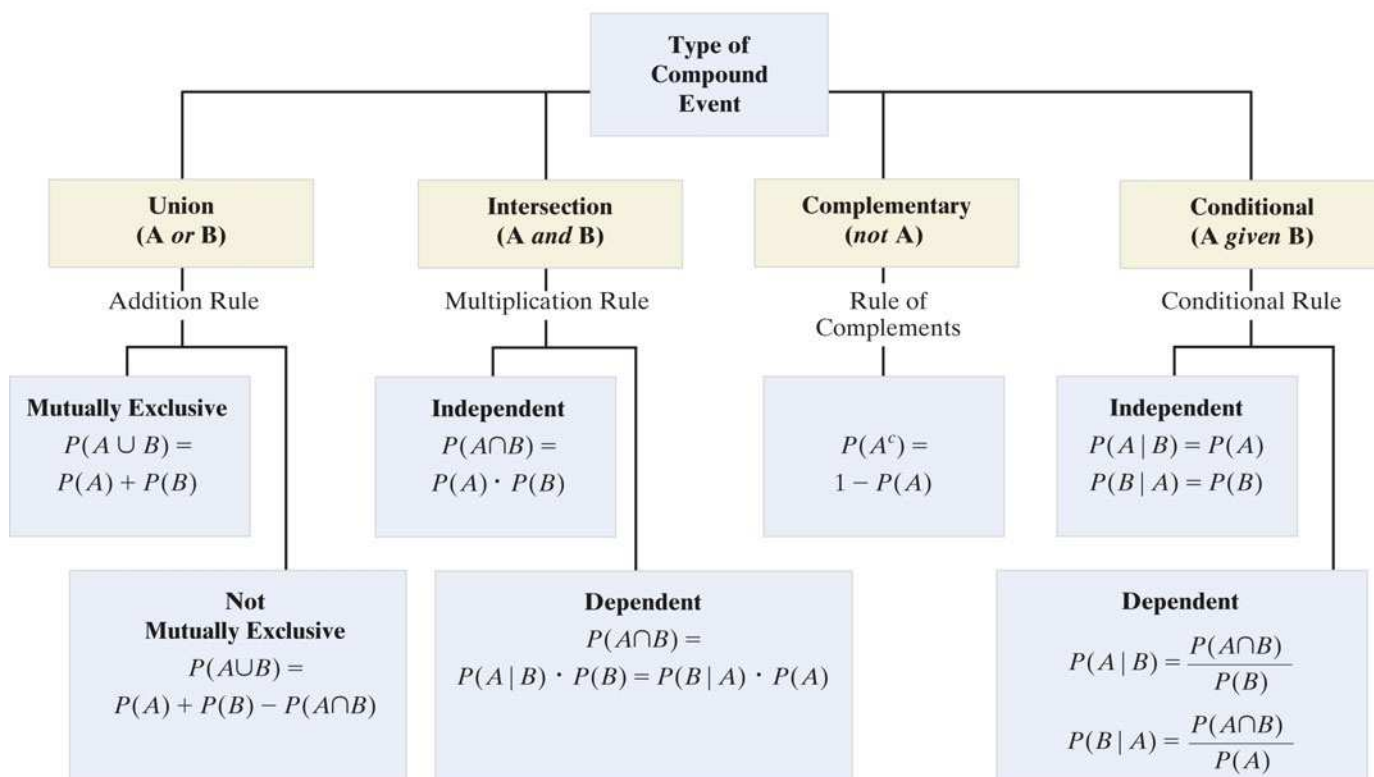 Type of
Compound
Event
Union
(A or B)
Addition Rule
Mutually Exclusive
P(A ∪ B) =
P(A) + P(B)
Not
Mutually Exclusive
P(A∪B) =
P(A) + P(B) − P(A∩B)
Intersection
(A and B)
Multiplication Rule
Independent
P(A∩B) =
P(A) · P(B)
Dependent
P(A∩B) =
P(A | B) · P(B) = P(B | A) · P(A)
Complementary
(not A)
Rule of
Complements
P(Aᶜ) =
1 − P(A)
Conditional
(A given B)
Conditional Rule
Independent
P(A | B) = P(A)
P(B | A) = P(B)
Dependent
P(A | B) = P(A∩B) / P(B)
P(B | A) = P(A∩B) / P(A)